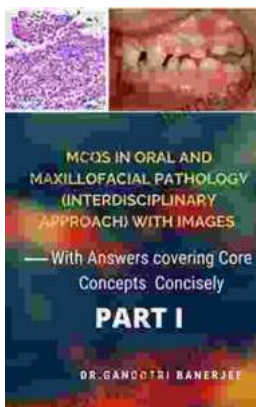 MCQS IN ORAL AND
MAXILLOFACIAL PATHOLOGY
(INTERDISCIPLINARY
APPROACH) WITH IMAGES
— With Answers covering Core
Concepts Concisely
PART I
DR.GANGOTRI BANERJEE